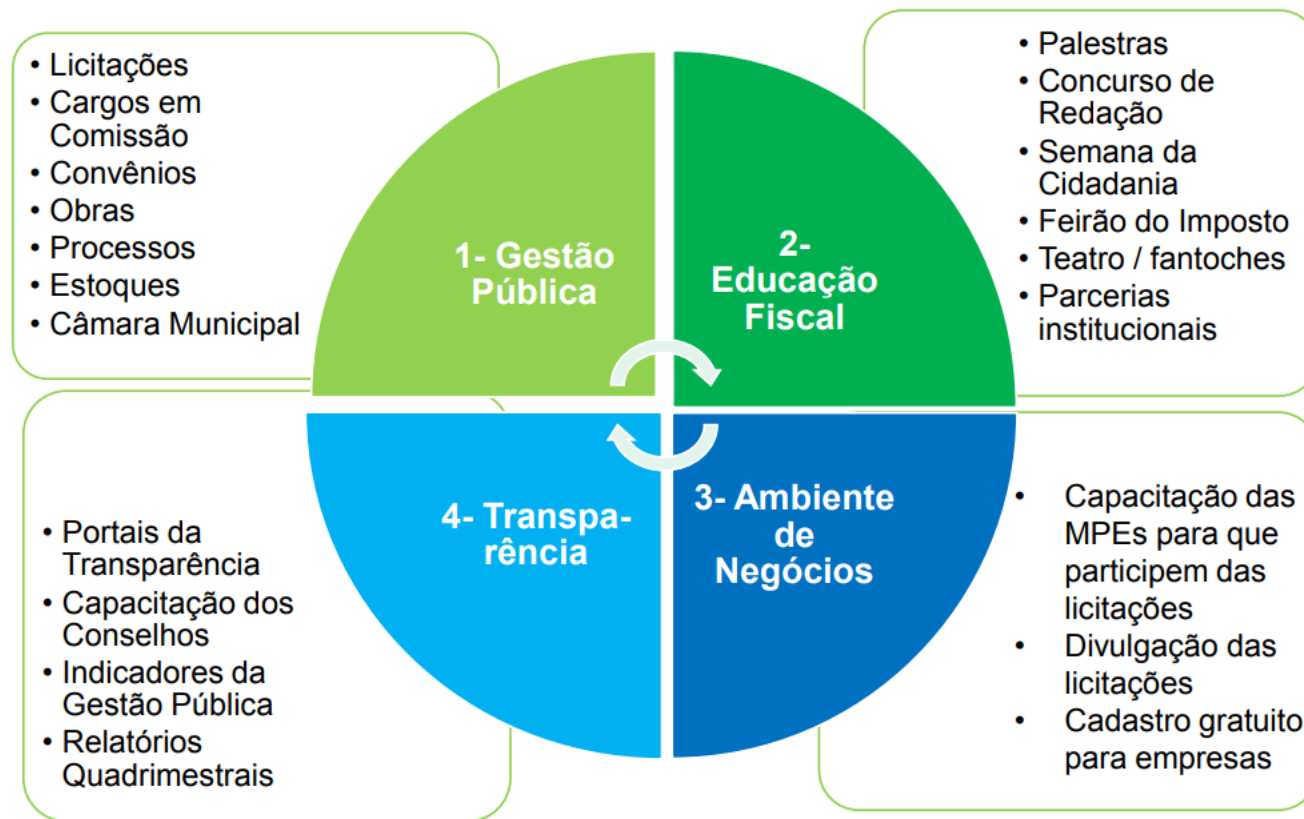 • Licitações
• Cargos em
Comissão
• Convênios
• Obras
• Processos
• Estoques
• Câmara Municipal
1- Gestão
Pública
2-
Educação
Fiscal
• Palestras
• Concurso de
Redação
• Semana da
Cidadania
• Feirão do Imposto
• Teatro / fantoches
• Parcerias
institucionais
• Portais da
Transparência
• Capacitação dos
Conselhos
• Indicadores da
Gestão Pública
• Relatórios
Quadrimestrais
4- Transpa-
rência
3- Ambiente
de
Negócios
• Capacitação das
MPEs para que
participem das
licitações
• Divulgação das
licitações
• Cadastro gratuito
para empresas